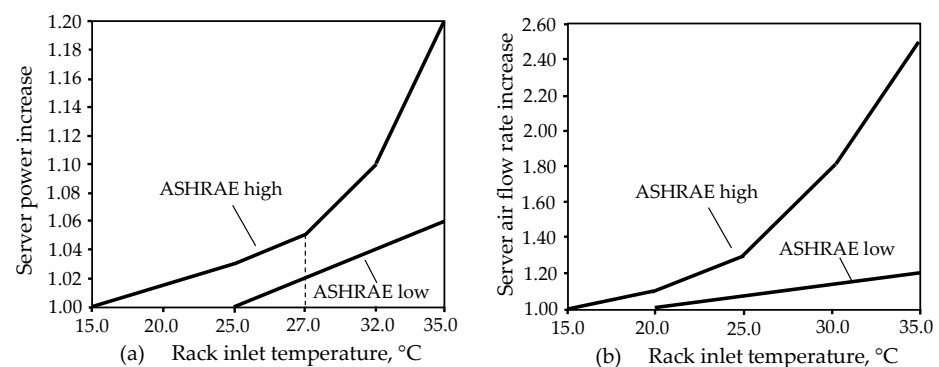 Server power increase
1.20
1.18
1.16
1.14
1.12
1.10
1.08
1.06
1.04
1.02
1.00
ASHRAE high
ASHRAE low
15.0 20.0 25.0 27.0 32.0 35.0
(a) Rack inlet temperature, °C
Server air flow rate increase
2.60
2.40
2.20
2.00
1.80
1.60
1.40
1.20
1.00
ASHRAE high
ASHRAE low
15.0 20.0 25.0 30.0 35.0
(b) Rack inlet temperature, °C